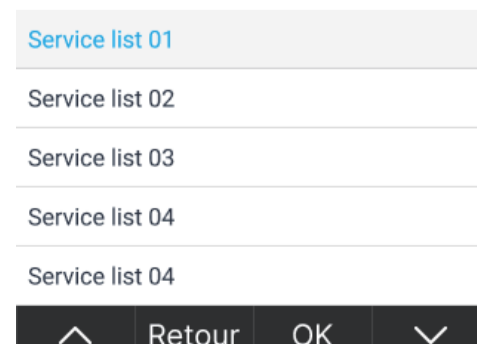 Service list 01
Service list 02
Service list 03
Service list 04
Service list 04
Retour OK